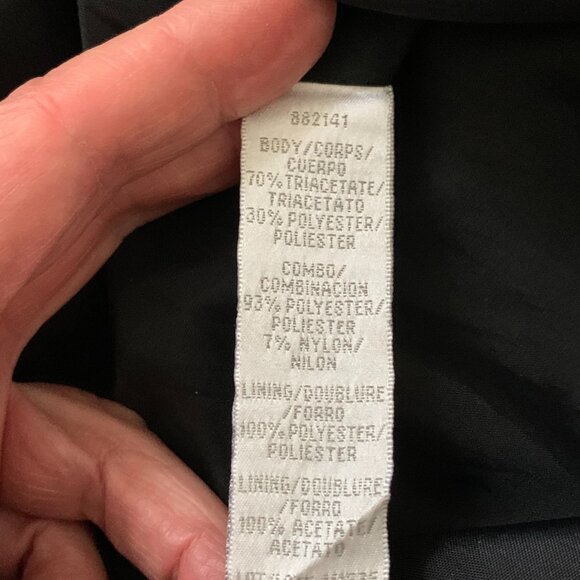 882141
BODY/CORPS/
CUERPO
70% TRIACETATE/
TRIACETATO
30% POLYESTER/
POLIESTER
COMBO/
COMBINACION
93% POLYESTER/
POLIESTER
7% NYLON/
NILON
LINING/DOUBLURE
/FORRO
100% POLYESTER/
POLIESTER
LINING/DOUBLURE
/FORRO
100% ACETATE/
ACETATO